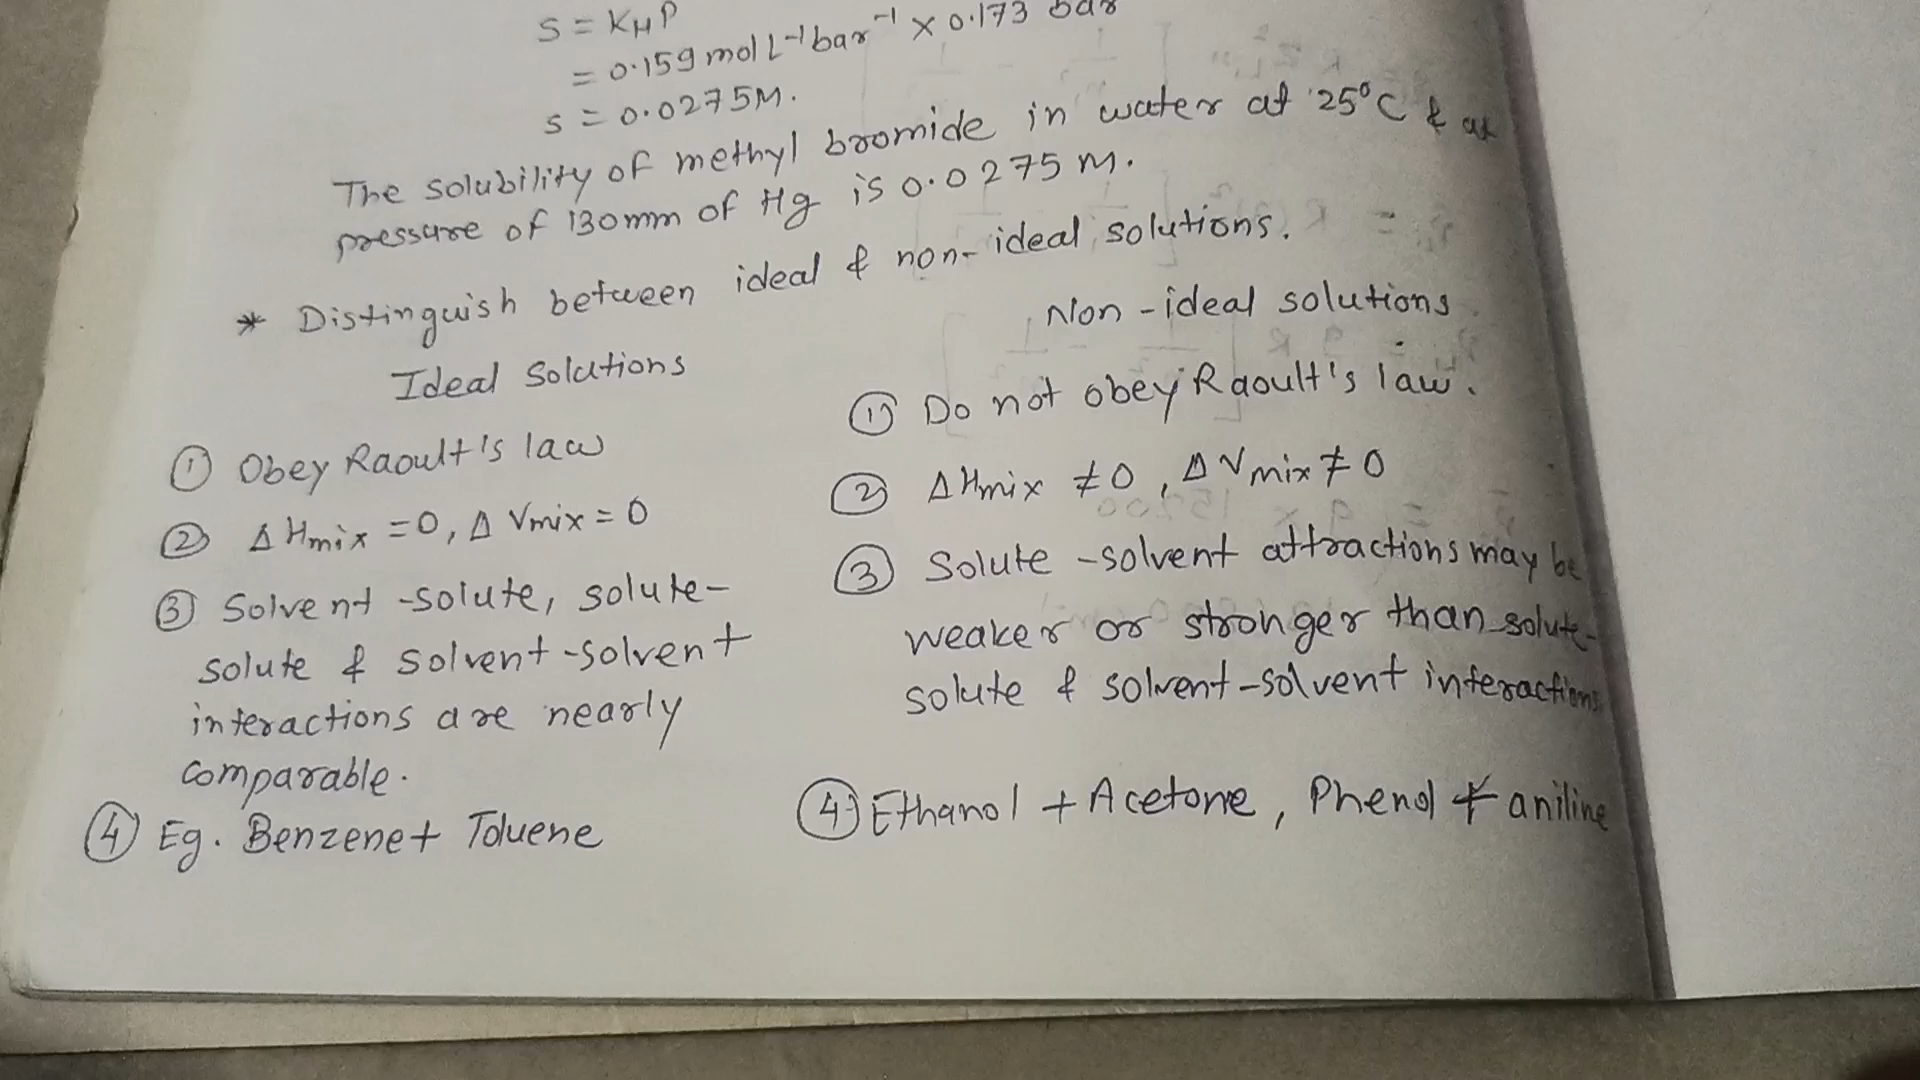 S = KHP
= 0.159 mol L⁻¹ bar⁻¹ × 0.173 bar
S = 0.0275M.
The solubility of methyl bromide in water at 25°C & at
pressure of 130mm of Hg is 0.0275 M.
* Distinguish between ideal & non-ideal solutions.
Ideal Solutions
① Obey Raoult's law
② ΔHmix = 0, ΔVmix = 0
③ Solvent-solute, solute-
solute & solvent-solvent
interactions are nearly
comparable.
④ Eg. Benzene + Toluene
Non-ideal solutions
① Do not obey Raoult's law.
② ΔHmix ≠ 0, ΔVmix ≠ 0
③ Solute-solvent attractions may be
weaker or stronger than solute-
solute & solvent-solvent interactions
④ Ethanol + Acetone, Phenol + aniline